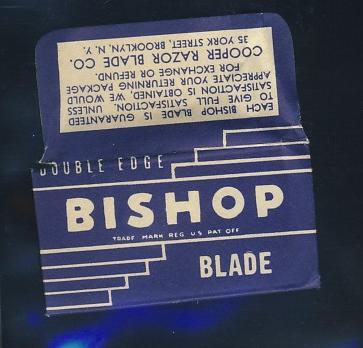 EACH BISHOP BLADE IS GUARANTEED
TO GIVE FULL SATISFACTION. UNLESS
SATISFACTION IS OBTAINED, WE WOULD
APPRECIATE YOUR RETURNING PACKAGE
FOR EXCHANGE OR REFUND.
COOPER RAZOR BLADE CO.
35 YORK STREET, BROOKLYN, N. Y.
DOUBLE EDGE
BISHOP
TRADE MARK REG US PAT OFF
BLADE